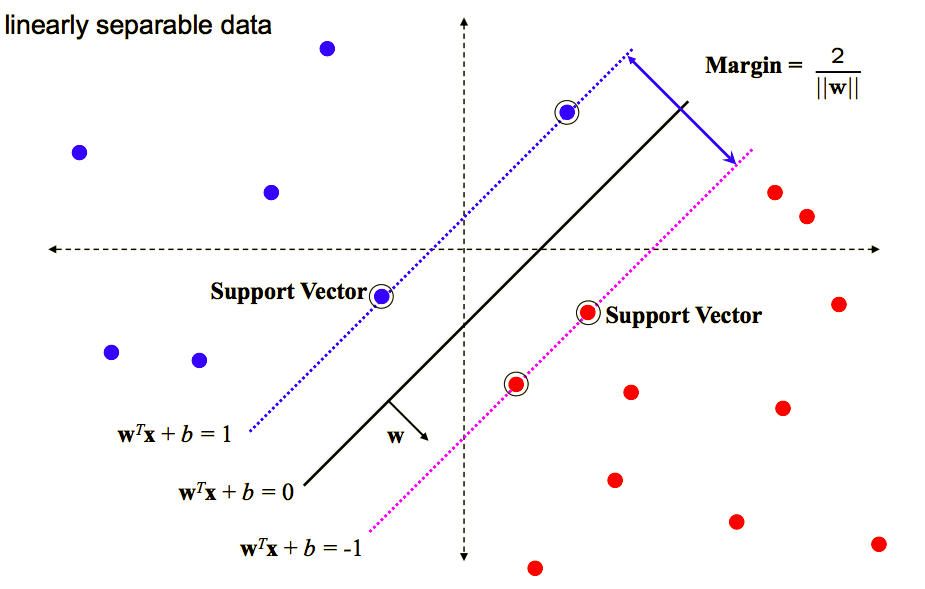 linearly separable data
Margin = 2 / ||w||
Support Vector
Support Vector
wᵀx + b = 1
w
wᵀx + b = 0
wᵀx + b = -1